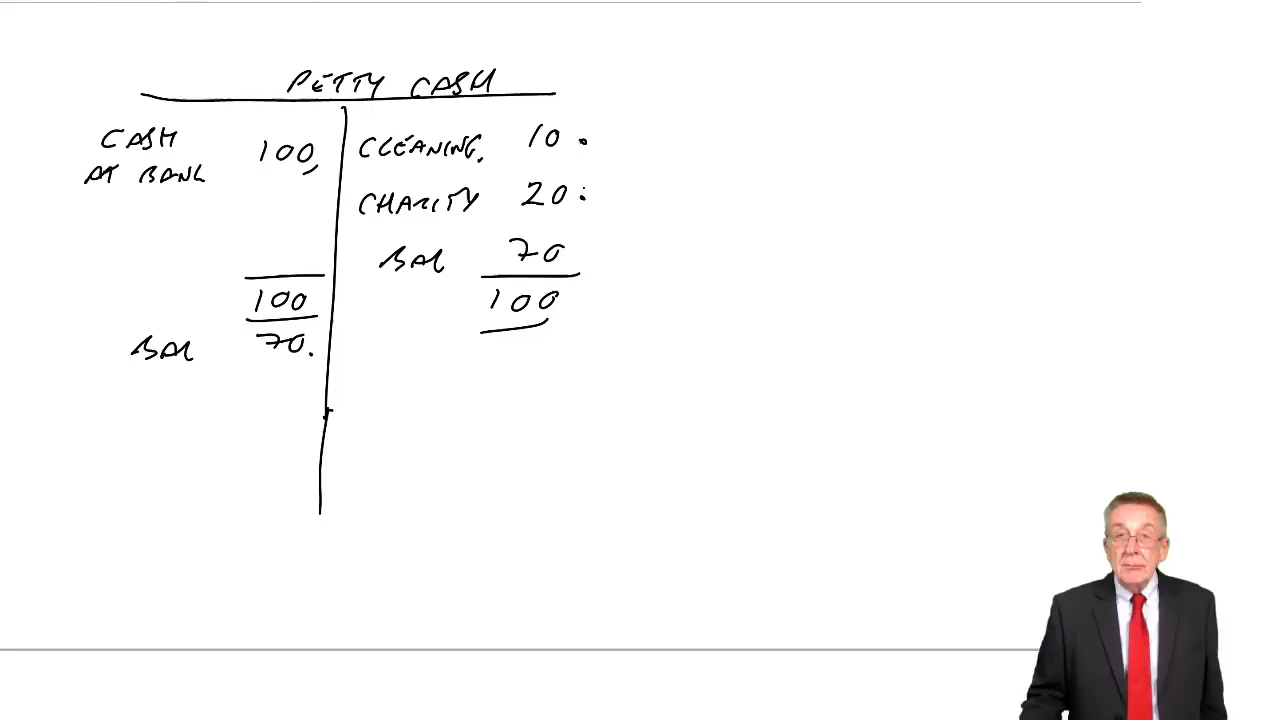 PETTY CASH
CASH
AT BANK 100
CLEANING 10
CHARITY 20
BAL 70
100 100
BAL 70